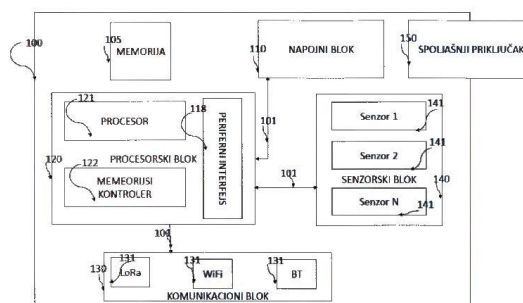 100
105
MEMORIJA
110
NAPOJNI BLOK
150
SPOLJAŠNJI PRIKLJUČAK
121
PROCESOR
118
PERIFERNI INTERFEJS
101
120
PROCESORSKI BLOK
122
MEMEORIJSKI
KONTROLER
101
Senzor 1
141
Senzor 2
141
SENZORSKI BLOK
140
Senzor N
141
101
130
131
LoRa
131
WiFi
131
BT
KOMUNIKACIONI BLOK